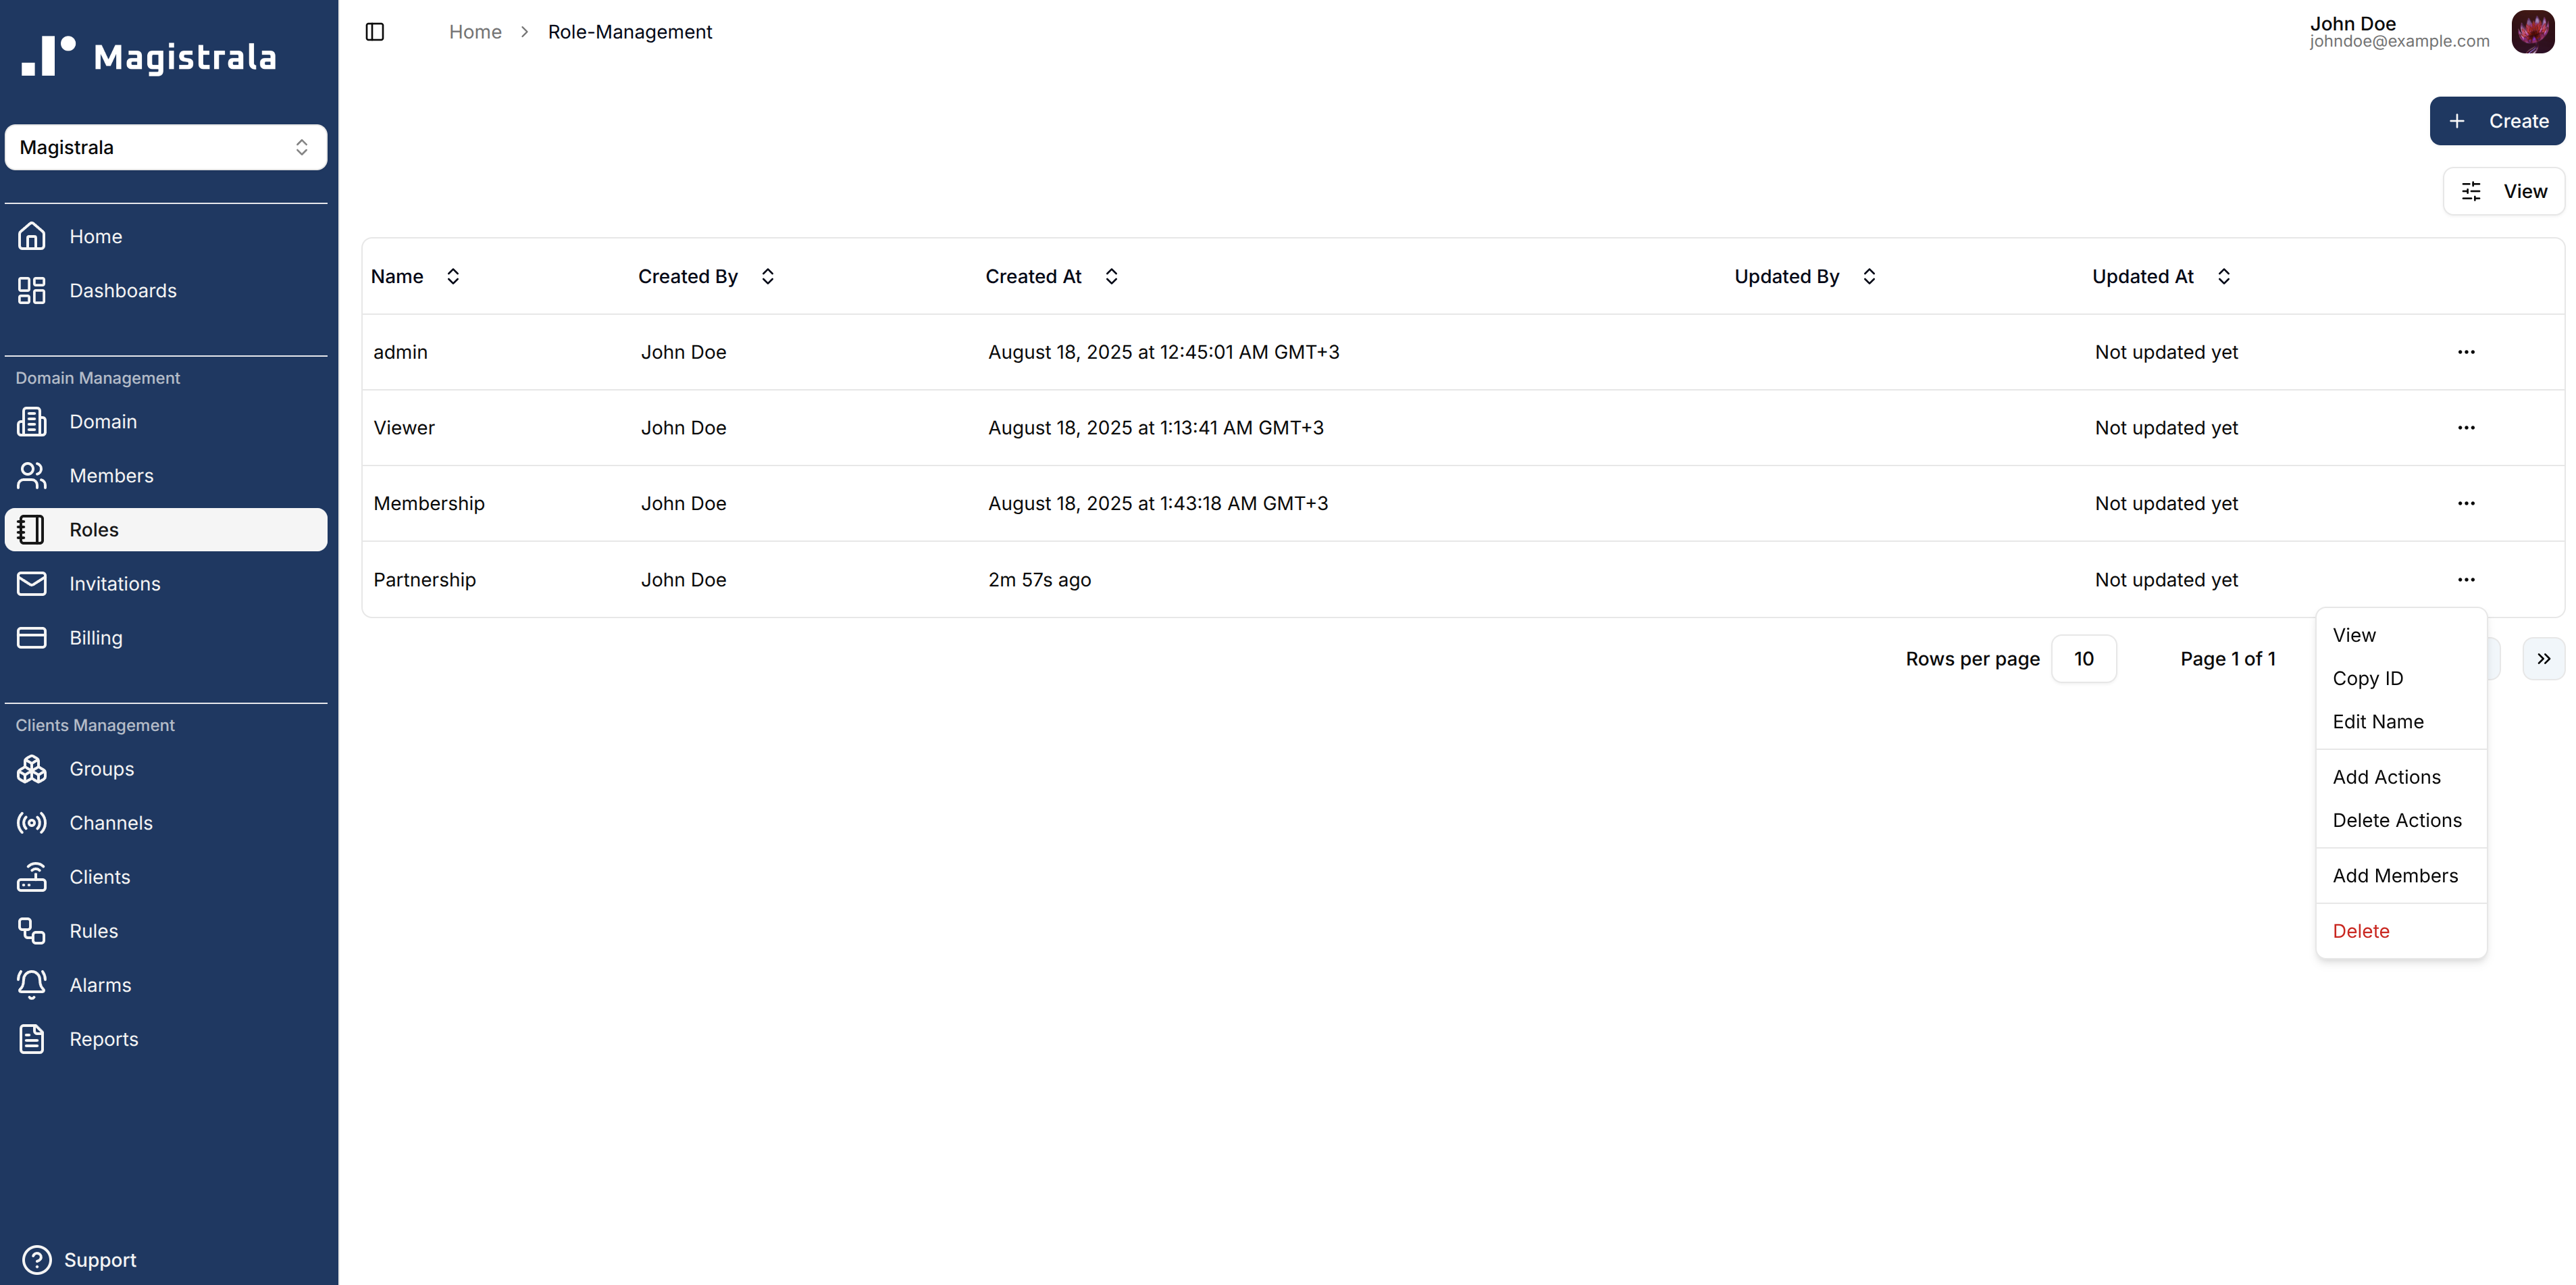 Magistrala
Magistrala
Home
Dashboards
Domain Management
Domain
Members
Roles
Invitations
Billing
Clients Management
Groups
Channels
Clients
Rules
Alarms
Reports
Support
Home > Role-Management
John Doe
johndoe@example.com
+ Create
View
Name Created By Created At Updated By Updated At
admin John Doe August 18, 2025 at 12:45:01 AM GMT+3 Not updated yet ...
Viewer John Doe August 18, 2025 at 1:13:41 AM GMT+3 Not updated yet ...
Membership John Doe August 18, 2025 at 1:43:18 AM GMT+3 Not updated yet ...
Partnership John Doe 2m 57s ago Not updated yet ...
Rows per page 10 Page 1 of 1 »
View
Copy ID
Edit Name
Add Actions
Delete Actions
Add Members
Delete